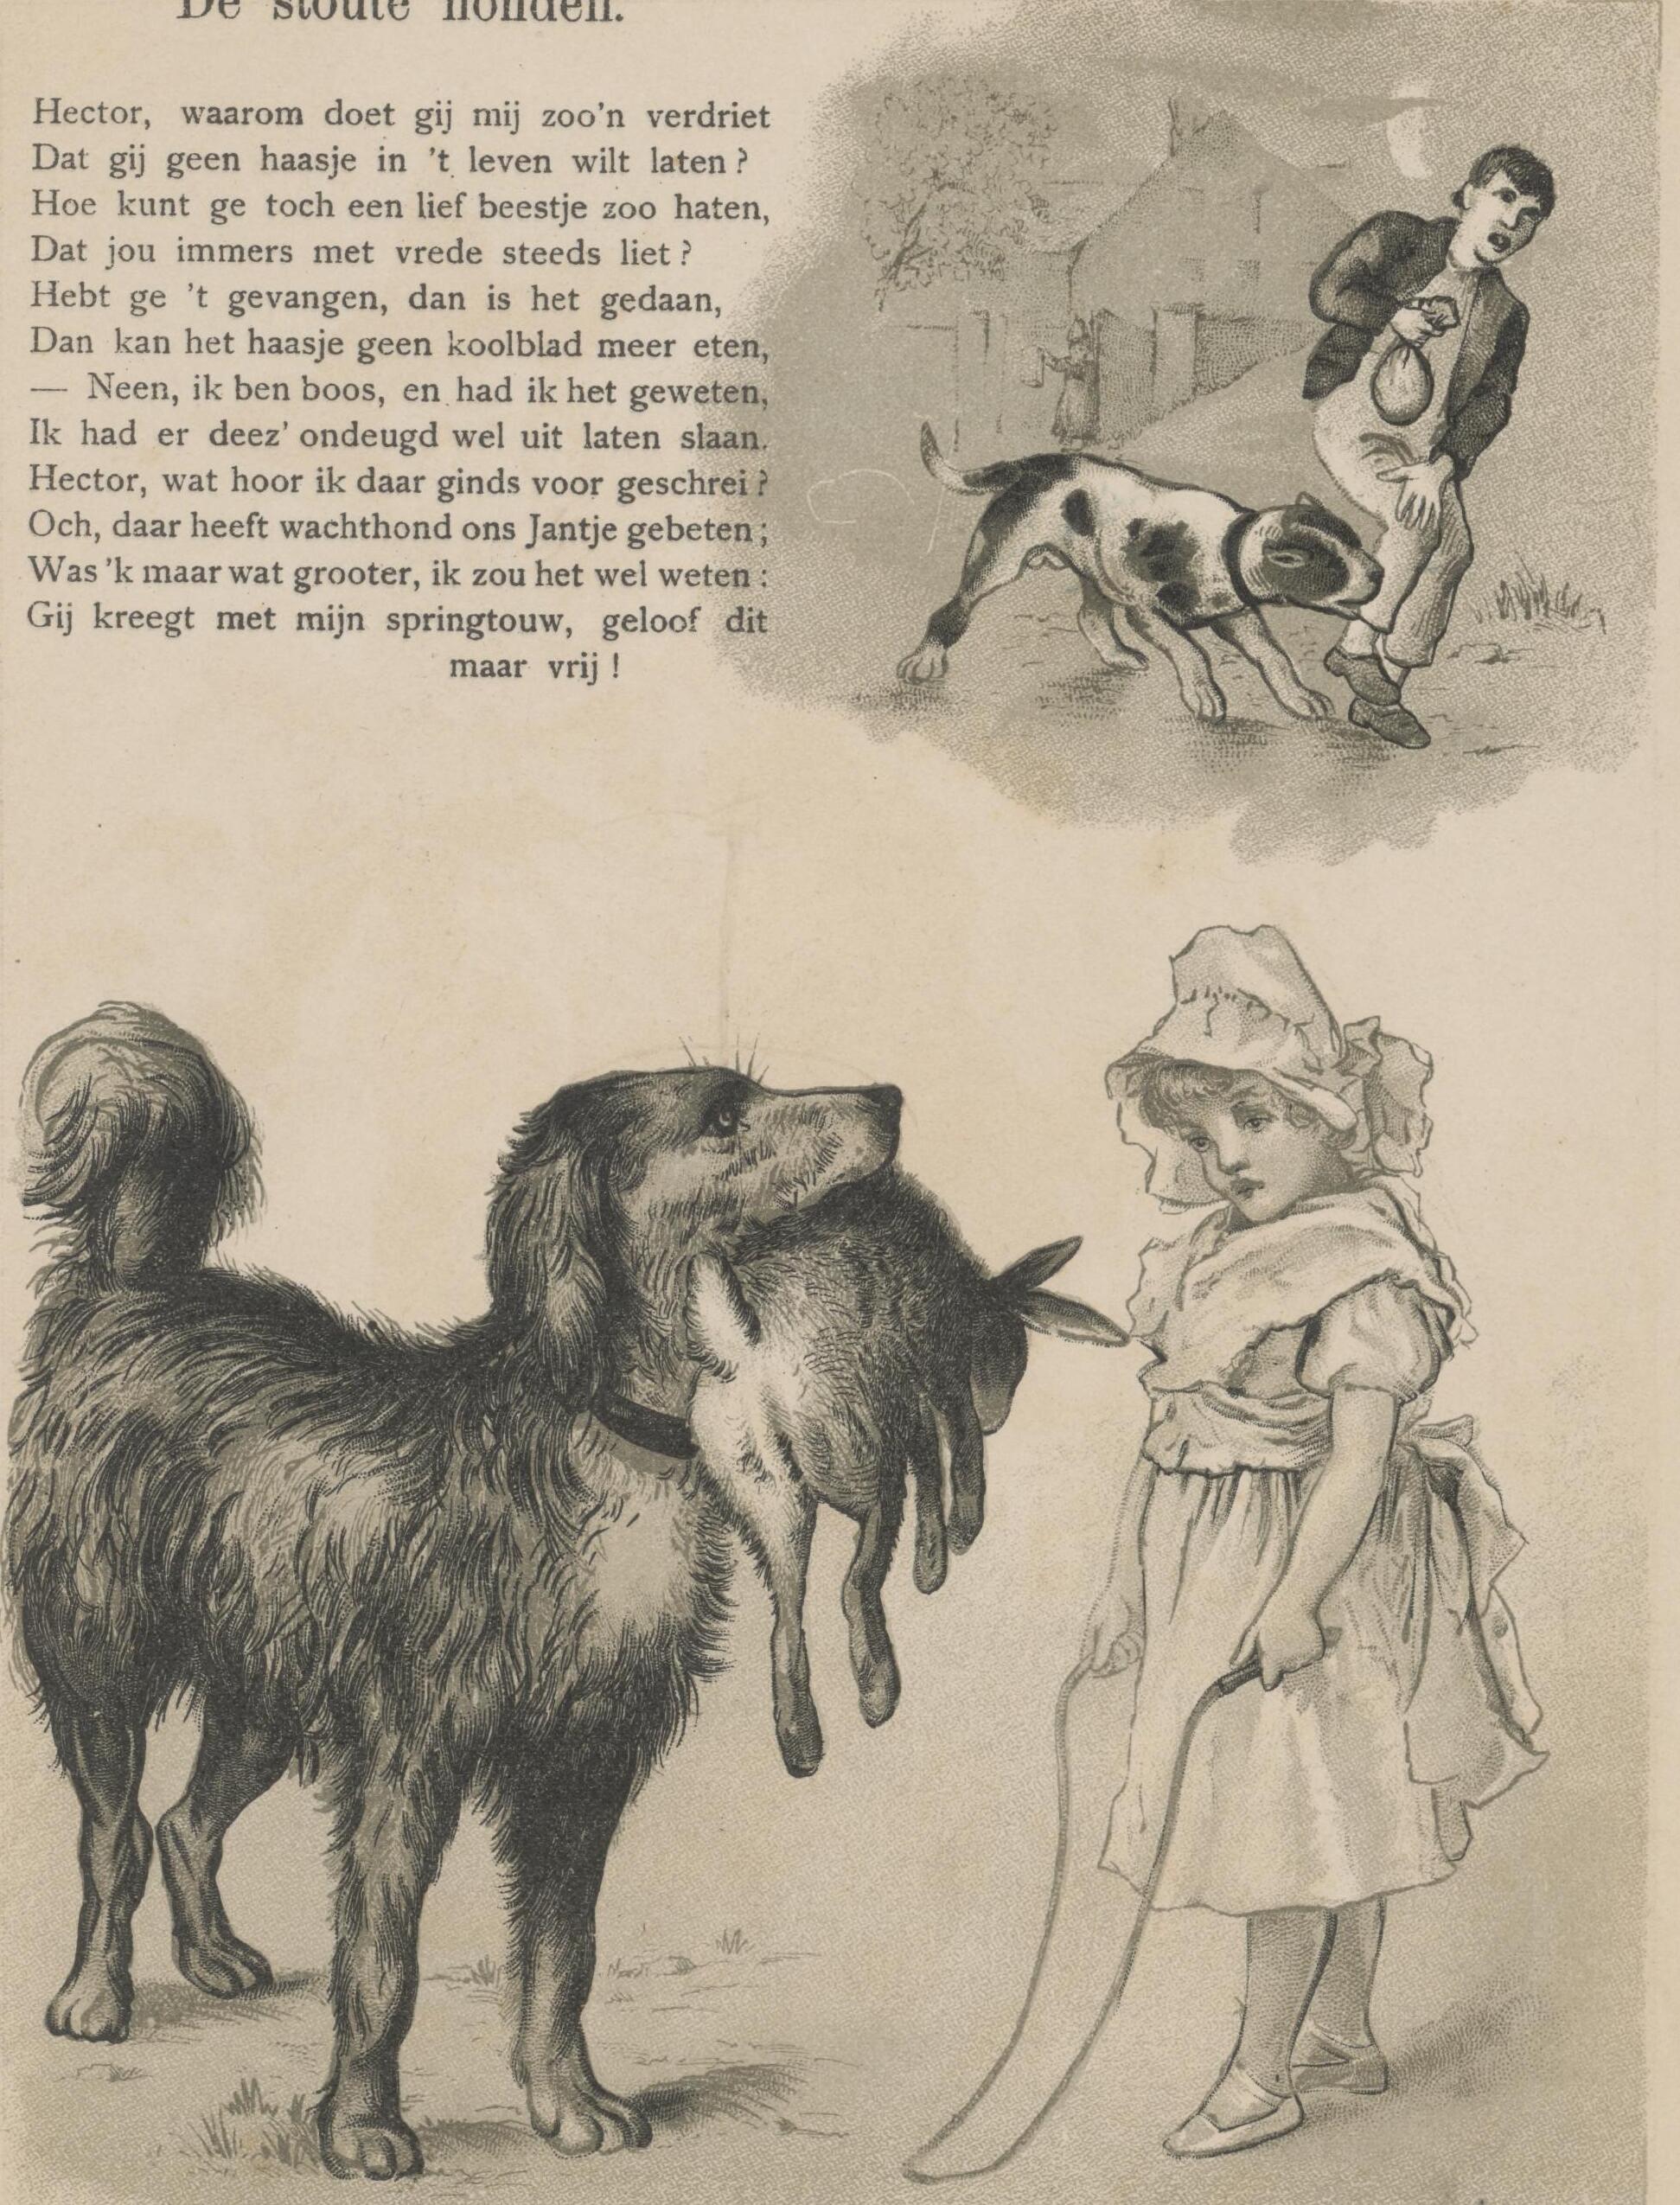 De stoute honden.
Hector, waarom doet gij mij zoo'n verdriet
Dat gij geen haasje in 't leven wilt laten?
Hoe kunt ge toch een lief beestje zoo haten,
Dat jou immers met vrede steeds liet?
Hebt ge 't gevangen, dan is het gedaan,
Dan kan het haasje geen koolblad meer eten,
— Neen, ik ben boos, en had ik het geweten,
Ik had er deez' ondeugd wel uit laten slaan.
Hector, wat hoor ik daar ginds voor geschrei?
Och, daar heeft wachthond ons Jantje gebeten;
Was 'k maar wat grooter, ik zou het wel weten:
Gij kreegt met mijn springtouw, geloof dit
maar vrij!